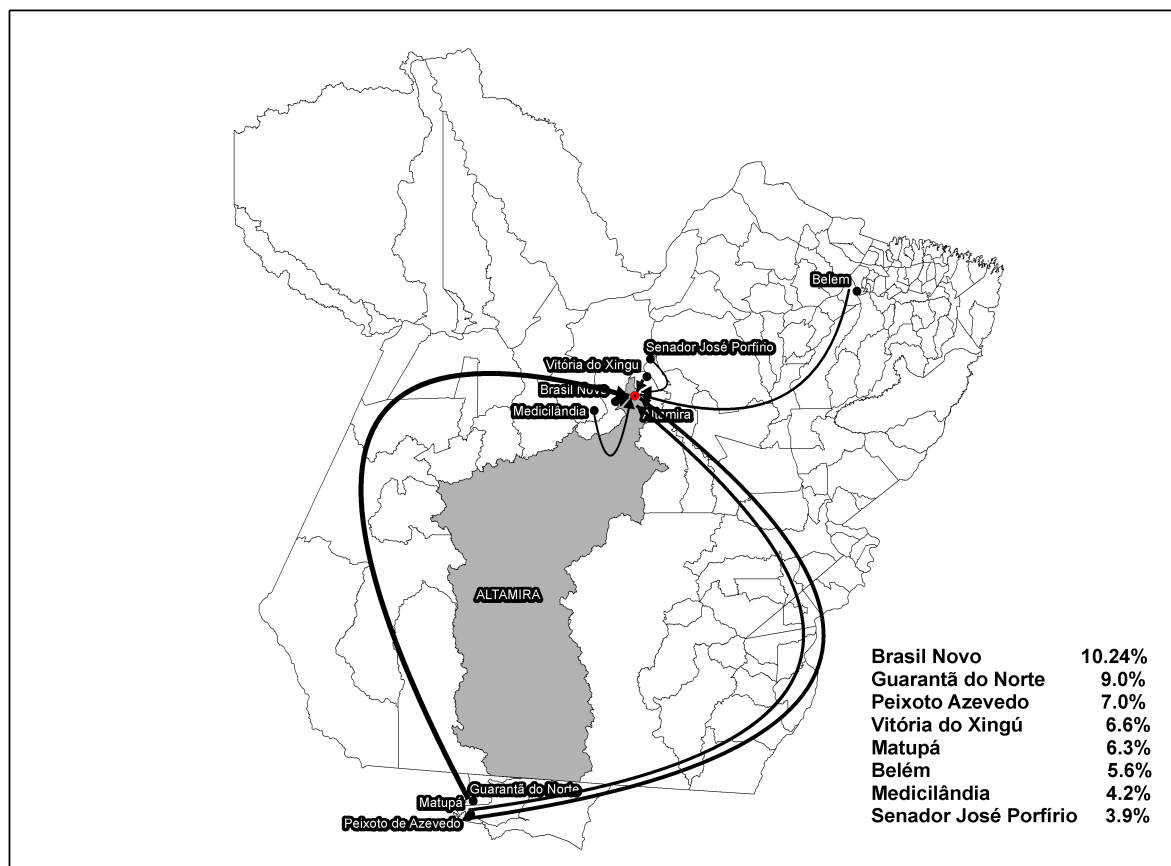 Belem
Senador José Porfírio
Vitória do Xingu
Brasil Novo
Medicilândia
Altamira
ALTAMIRA
Guarantã do Norte
Matupá
Peixoto de Azevedo
Brasil Novo 10.24%
Guarantã do Norte 9.0%
Peixoto Azevedo 7.0%
Vitória do Xingú 6.6%
Matupá 6.3%
Belém 5.6%
Medicilândia 4.2%
Senador José Porfírio 3.9%